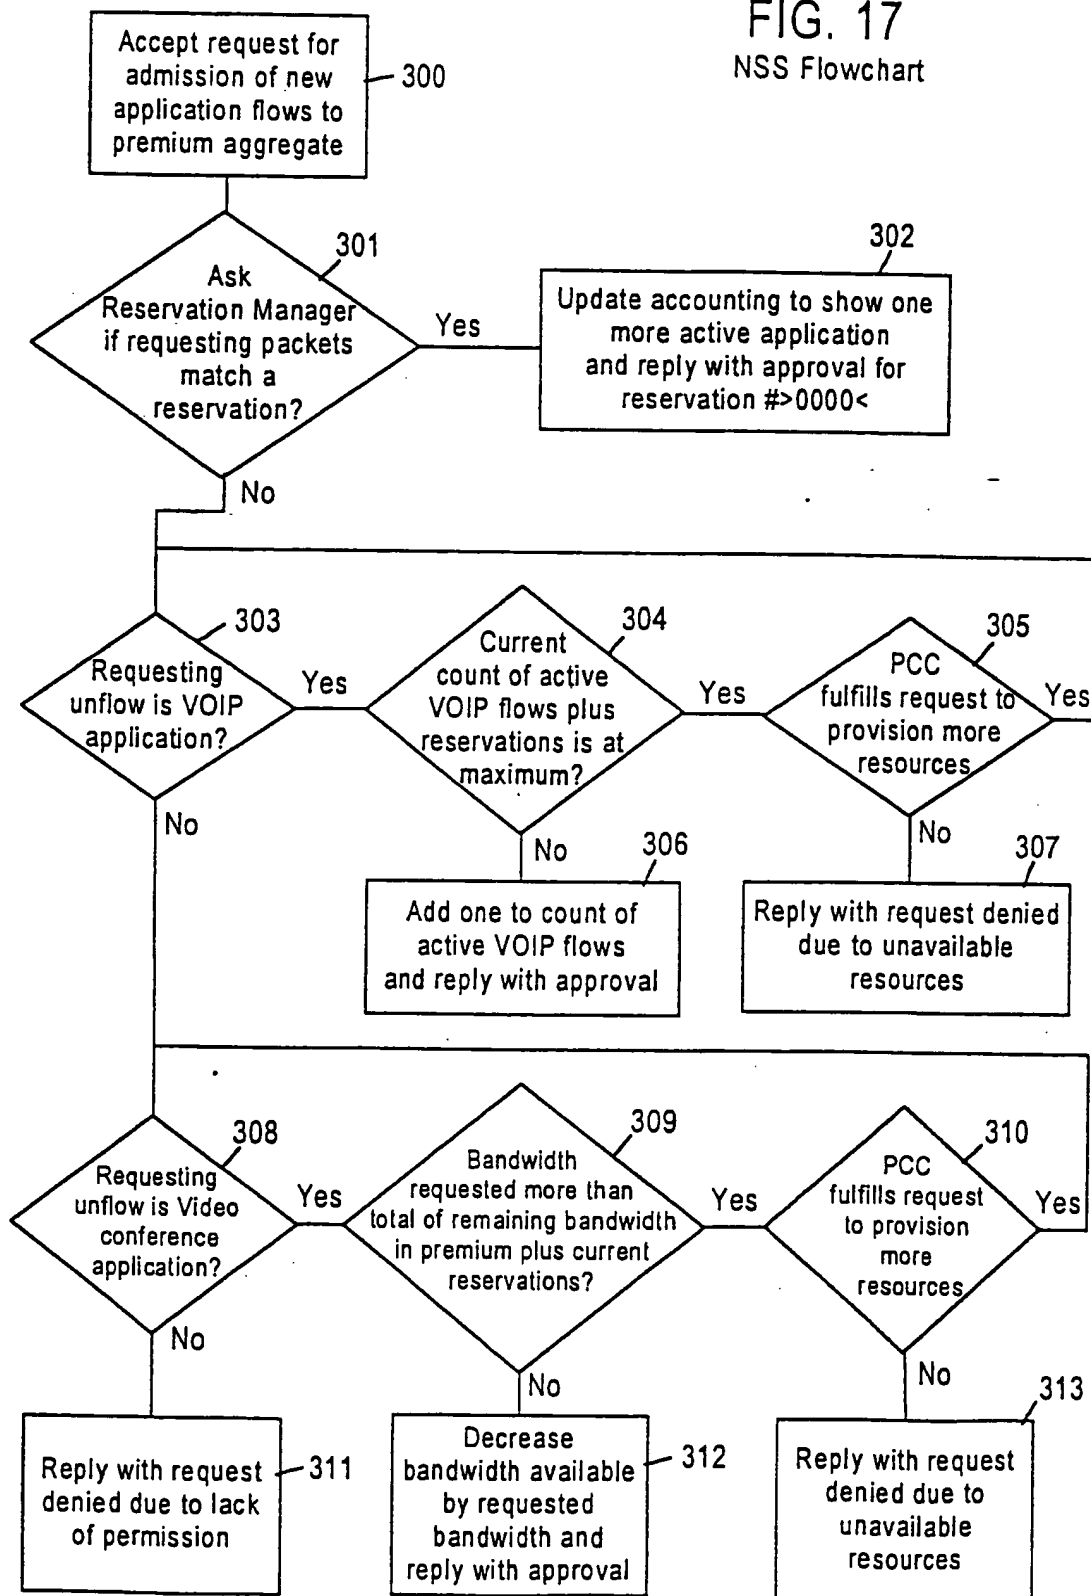 FIG. 17
NSS Flowchart
Accept request for
admission of new
application flows to
premium aggregate
300
301
Ask
Reservation Manager
if requesting packets
match a
reservation?
Yes
302
Update accounting to show one
more active application
and reply with approval for
reservation #>0000<
No
303
Requesting
unflow is VOIP
application?
Yes
304
Current
count of active
VOIP flows plus
reservations is at
maximum?
Yes
305
PCC
fulfills request to
provision more
resources
Yes
No
No
306
Add one to count of
active VOIP flows
and reply with approval
No
307
Reply with request denied
due to unavailable
resources
308
Requesting
unflow is Video
conference
application?
Yes
309
Bandwidth
requested more than
total of remaining bandwidth
in premium plus current
reservations?
Yes
310
PCC
fulfills request
to provision
more
resources
Yes
No
311
Reply with request
denied due to lack
of permission
No
312
Decrease
bandwidth available
by requested
bandwidth and
reply with approval
No
313
Reply with request
denied due to
unavailable
resources